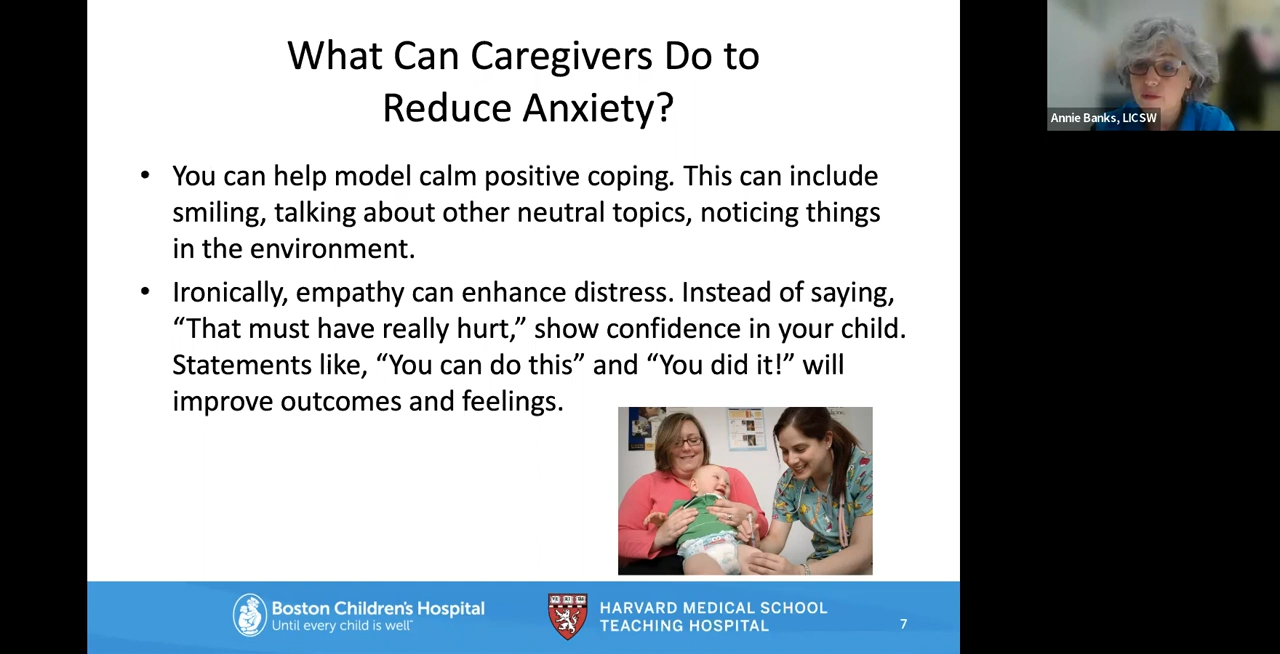 What Can Caregivers Do to
Reduce Anxiety?
• You can help model calm positive coping. This can include
smiling, talking about other neutral topics, noticing things
in the environment.
• Ironically, empathy can enhance distress. Instead of saying,
“That must have really hurt,” show confidence in your child.
Statements like, “You can do this” and “You did it!” will
improve outcomes and feelings.
Boston Children's Hospital
Until every child is well™
HARVARD MEDICAL SCHOOL
TEACHING HOSPITAL
7
Annie Banks, LICSW